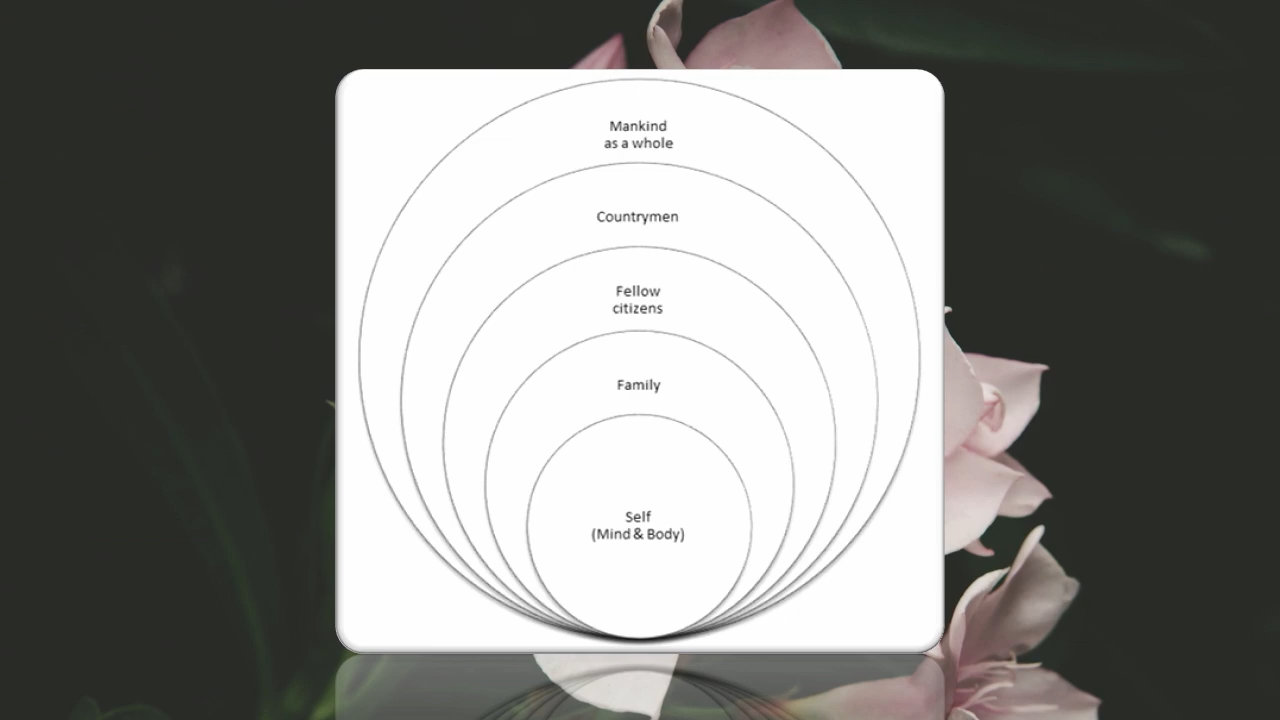 Mankind
as a whole
Countrymen
Fellow
citizens
Family
Self
(Mind & Body)